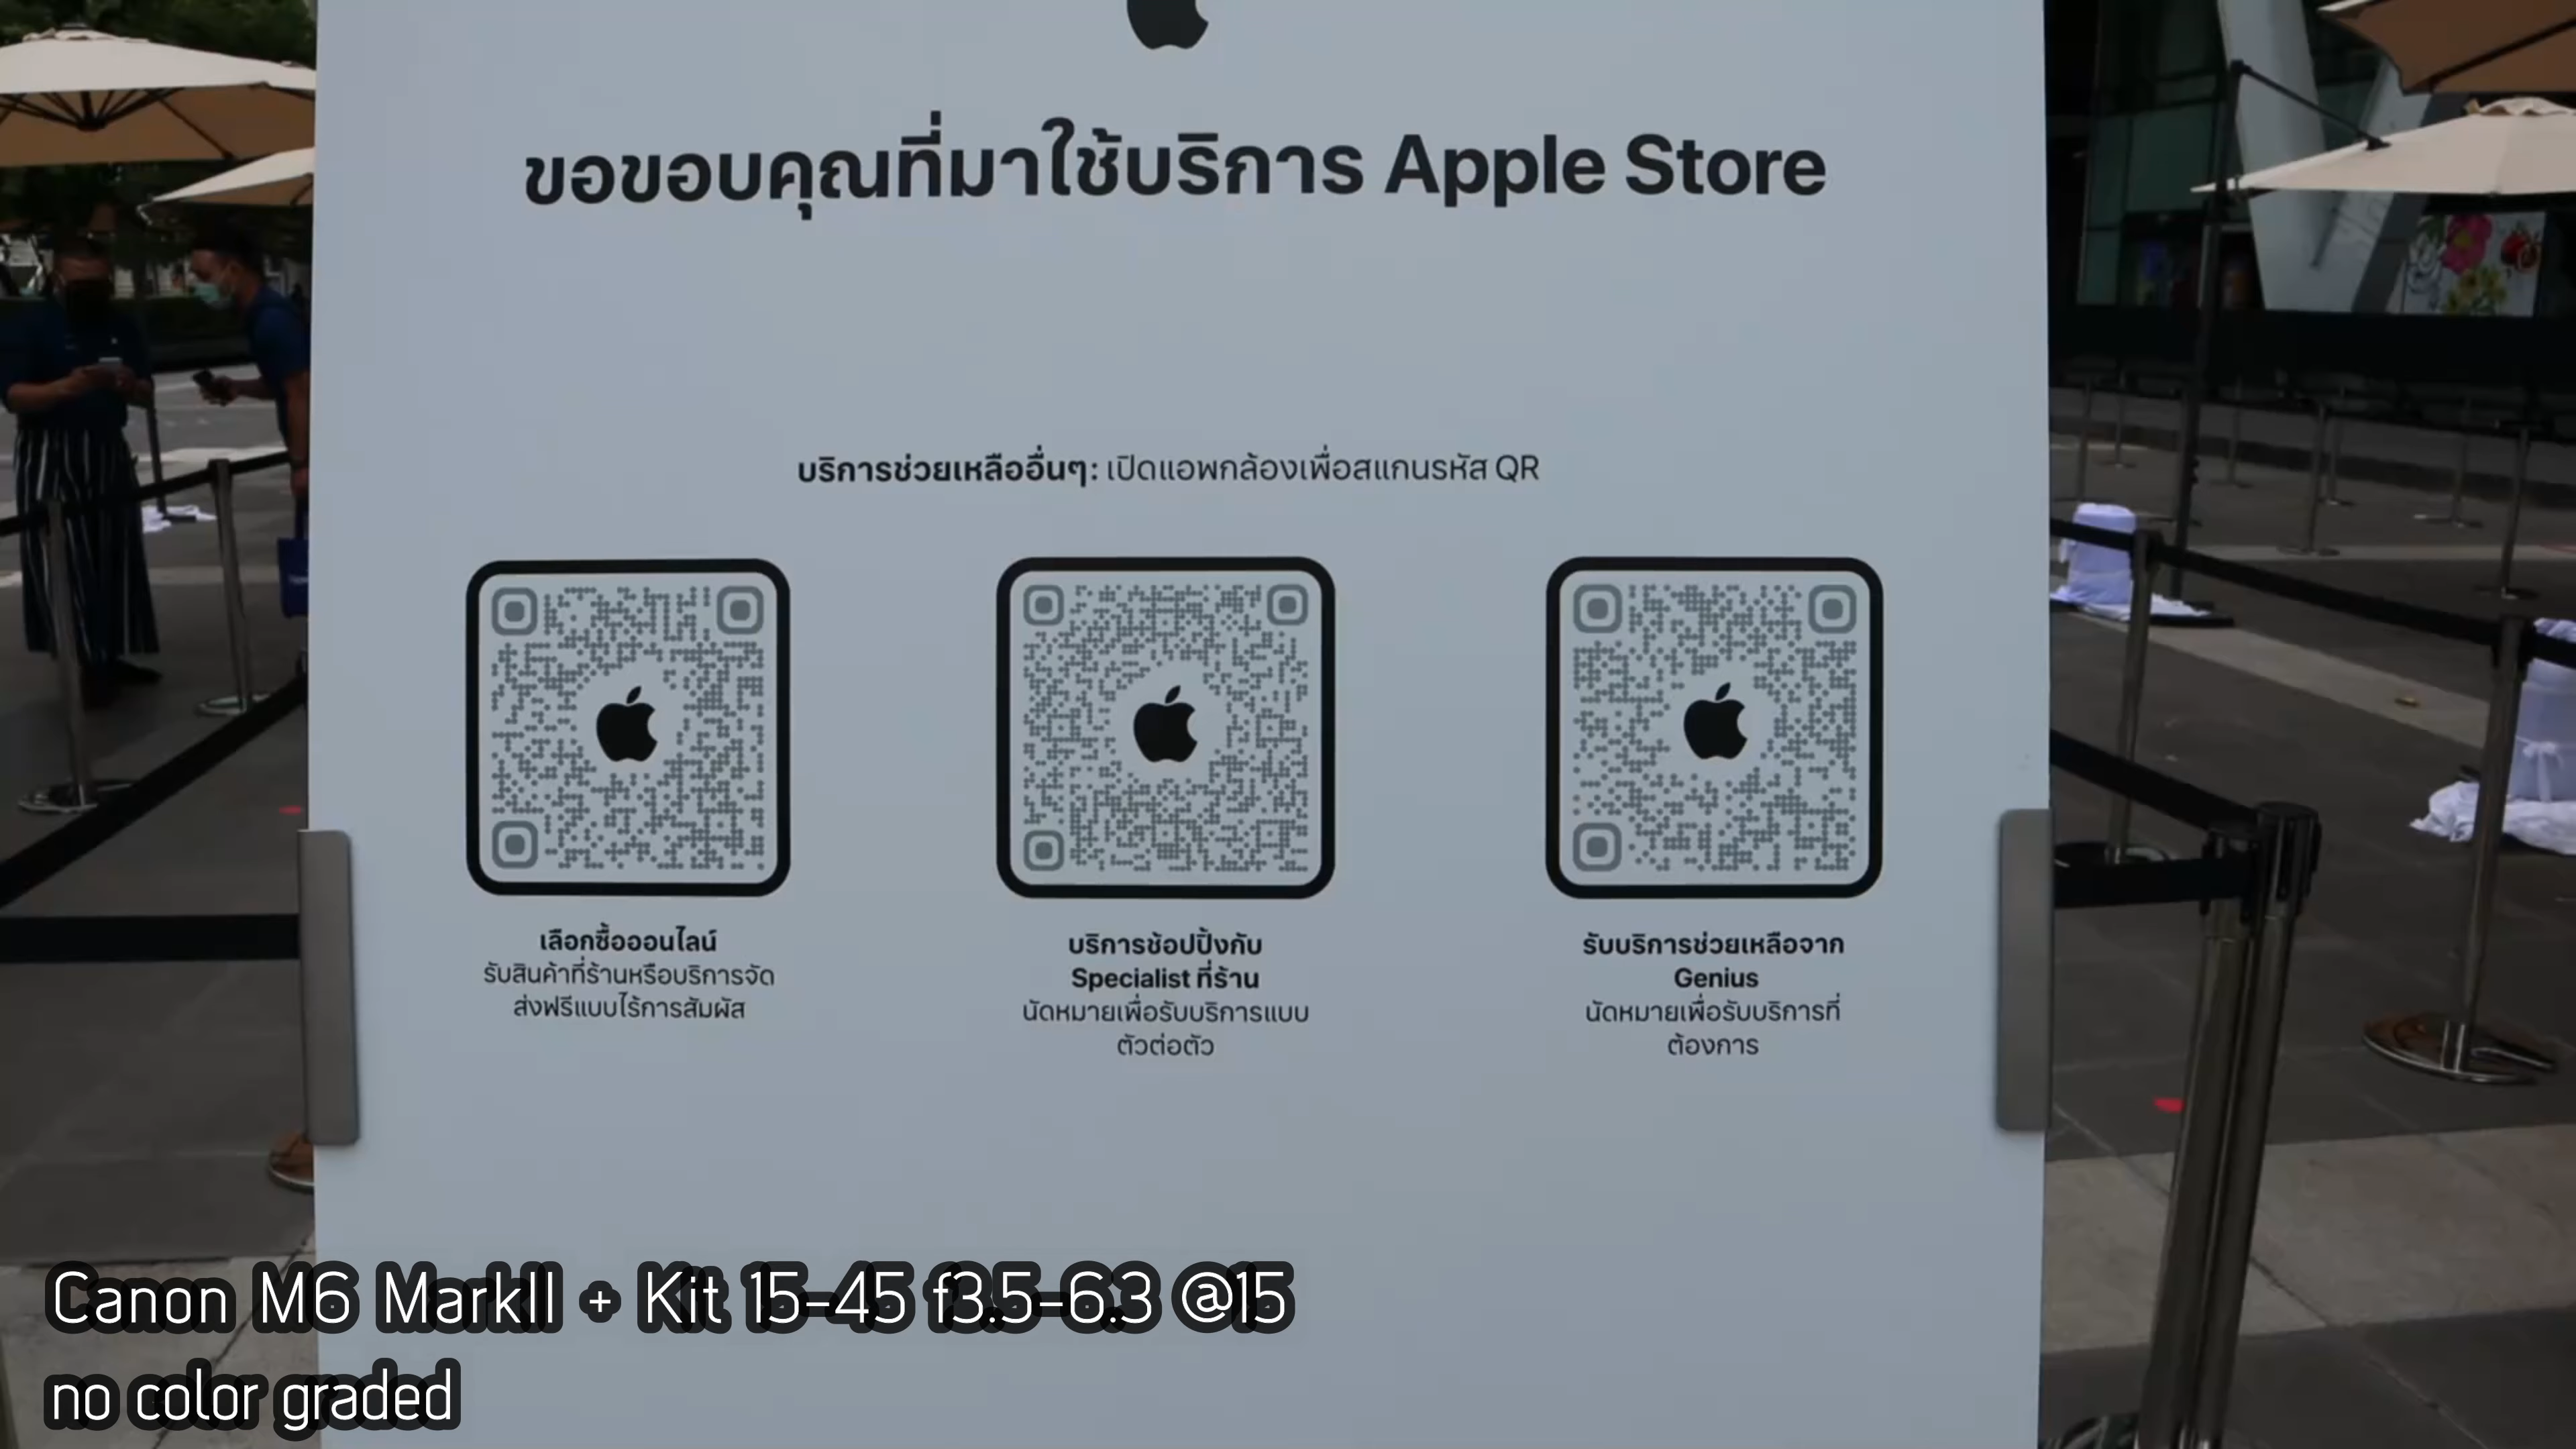 ขอขอบคุณที่มาใช้บริการ Apple Store
บริการช่วยเหลืออื่นๆ: เปิดแอพกล้องเพื่อสแกนรหัส QR
เลือกซื้อออนไลน์
รับสินค้าที่ร้านหรือบริการจัด
ส่งฟรีแบบไร้การสัมผัส
บริการช้อปปิ้งกับ
Specialist ที่ร้าน
นัดหมายเพื่อรับบริการแบบ
ตัวต่อตัว
รับบริการช่วยเหลือจาก
Genius
นัดหมายเพื่อรับบริการที่
ต้องการ
Canon M6 MarkII + Kit 15-45 f3.5-6.3 @15
no color graded